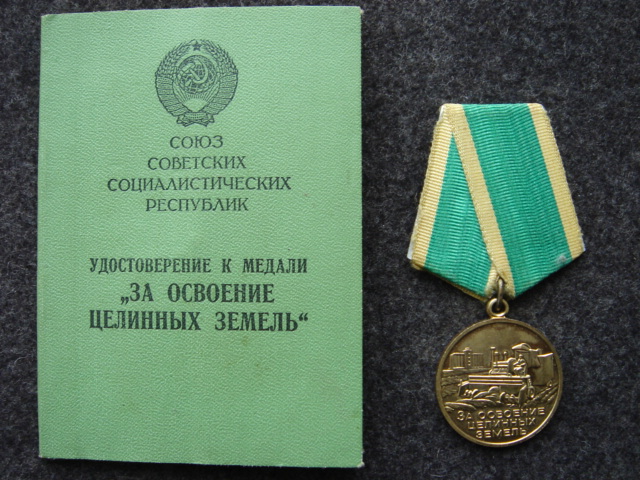 СОЮЗ
СОВЕТСКИХ
СОЦИАЛИСТИЧЕСКИХ
РЕСПУБЛИК
УДОСТОВЕРЕНИЕ К МЕДАЛИ
„ЗА ОСВОЕНИЕ
ЦЕЛИННЫХ ЗЕМЕЛЬ“
ЗА ОСВОЕНИЕ
ЦЕЛИННЫХ
ЗЕМЕЛЬ